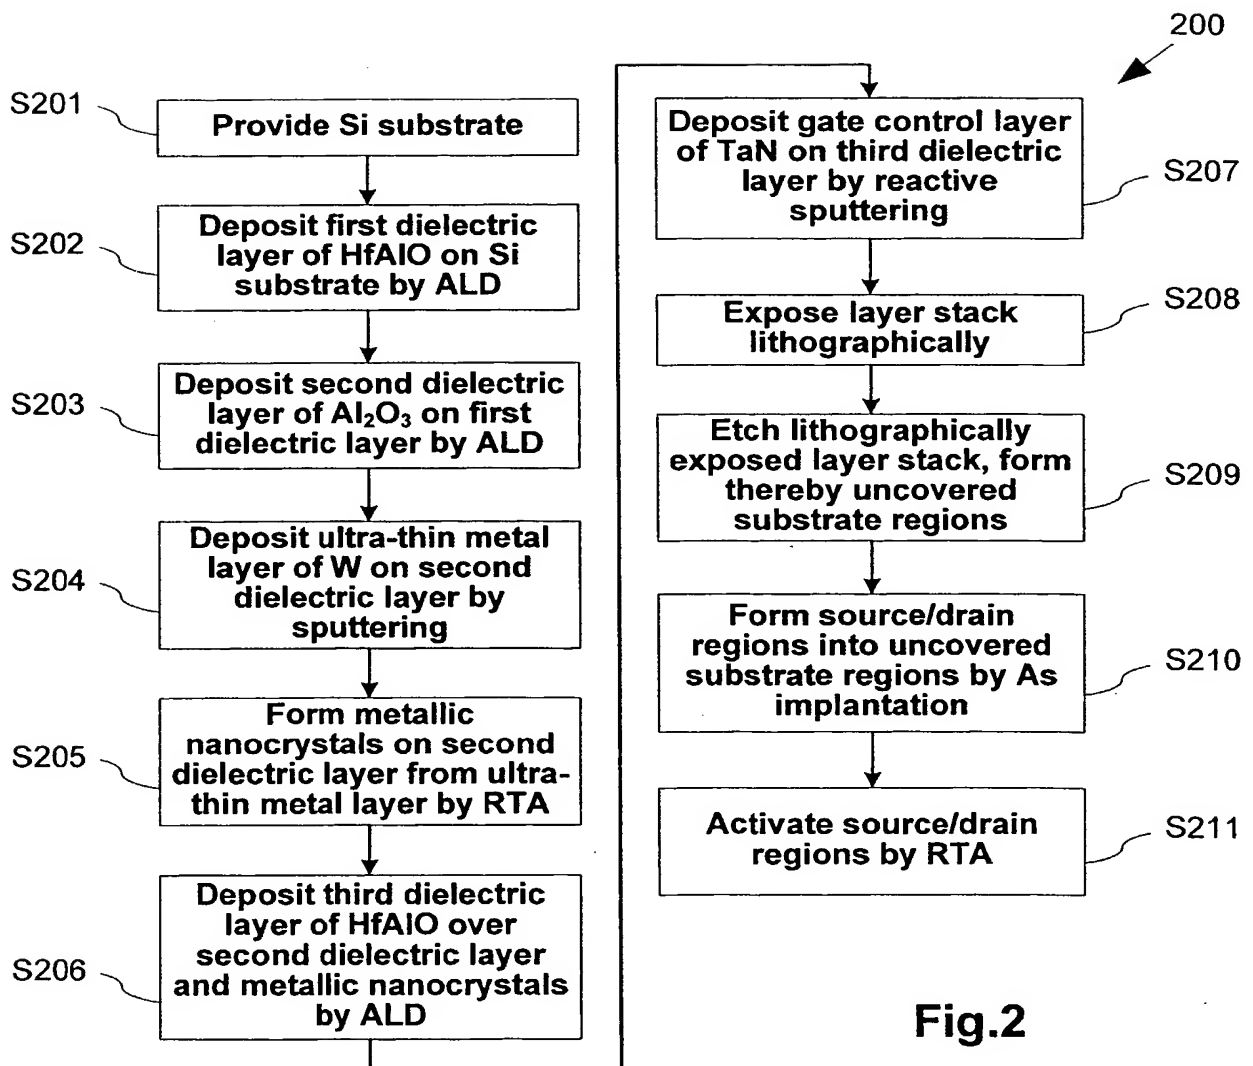 200
S201
Provide Si substrate
S202
Deposit first dielectric
layer of HfAlO on Si
substrate by ALD
S203
Deposit second dielectric
layer of Al₂O₃ on first
dielectric layer by ALD
S204
Deposit ultra-thin metal
layer of W on second
dielectric layer by
sputtering
S205
Form metallic
nanocrystals on second
dielectric layer from ultra-
thin metal layer by RTA
S206
Deposit third dielectric
layer of HfAlO over
second dielectric layer
and metallic nanocrystals
by ALD
Deposit gate control layer
of TaN on third dielectric
layer by reactive
sputtering
S207
Expose layer stack
lithographically
S208
Etch lithographically
exposed layer stack, form
thereby uncovered
substrate regions
S209
Form source/drain
regions into uncovered
substrate regions by As
implantation
S210
Activate source/drain
regions by RTA
S211
Fig.2